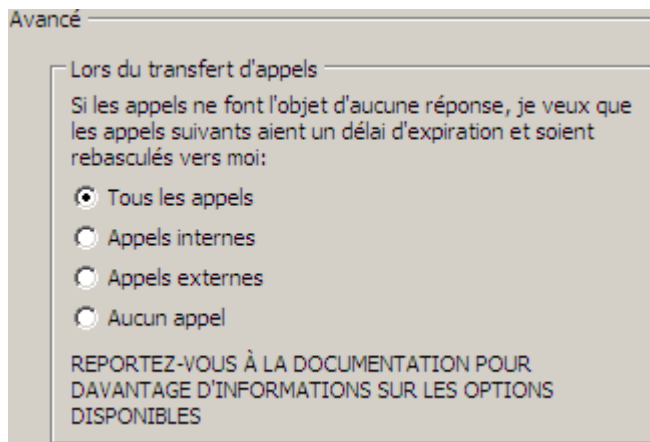 Avancé
Lors du transfert d'appels
Si les appels ne font l'objet d'aucune réponse, je veux que
les appels suivants aient un délai d'expiration et soient
rebasculés vers moi:
Tous les appels
Appels internes
Appels externes
Aucun appel
REPORTEZ-VOUS À LA DOCUMENTATION POUR
DAVANTAGE D'INFORMATIONS SUR LES OPTIONS
DISPONIBLES